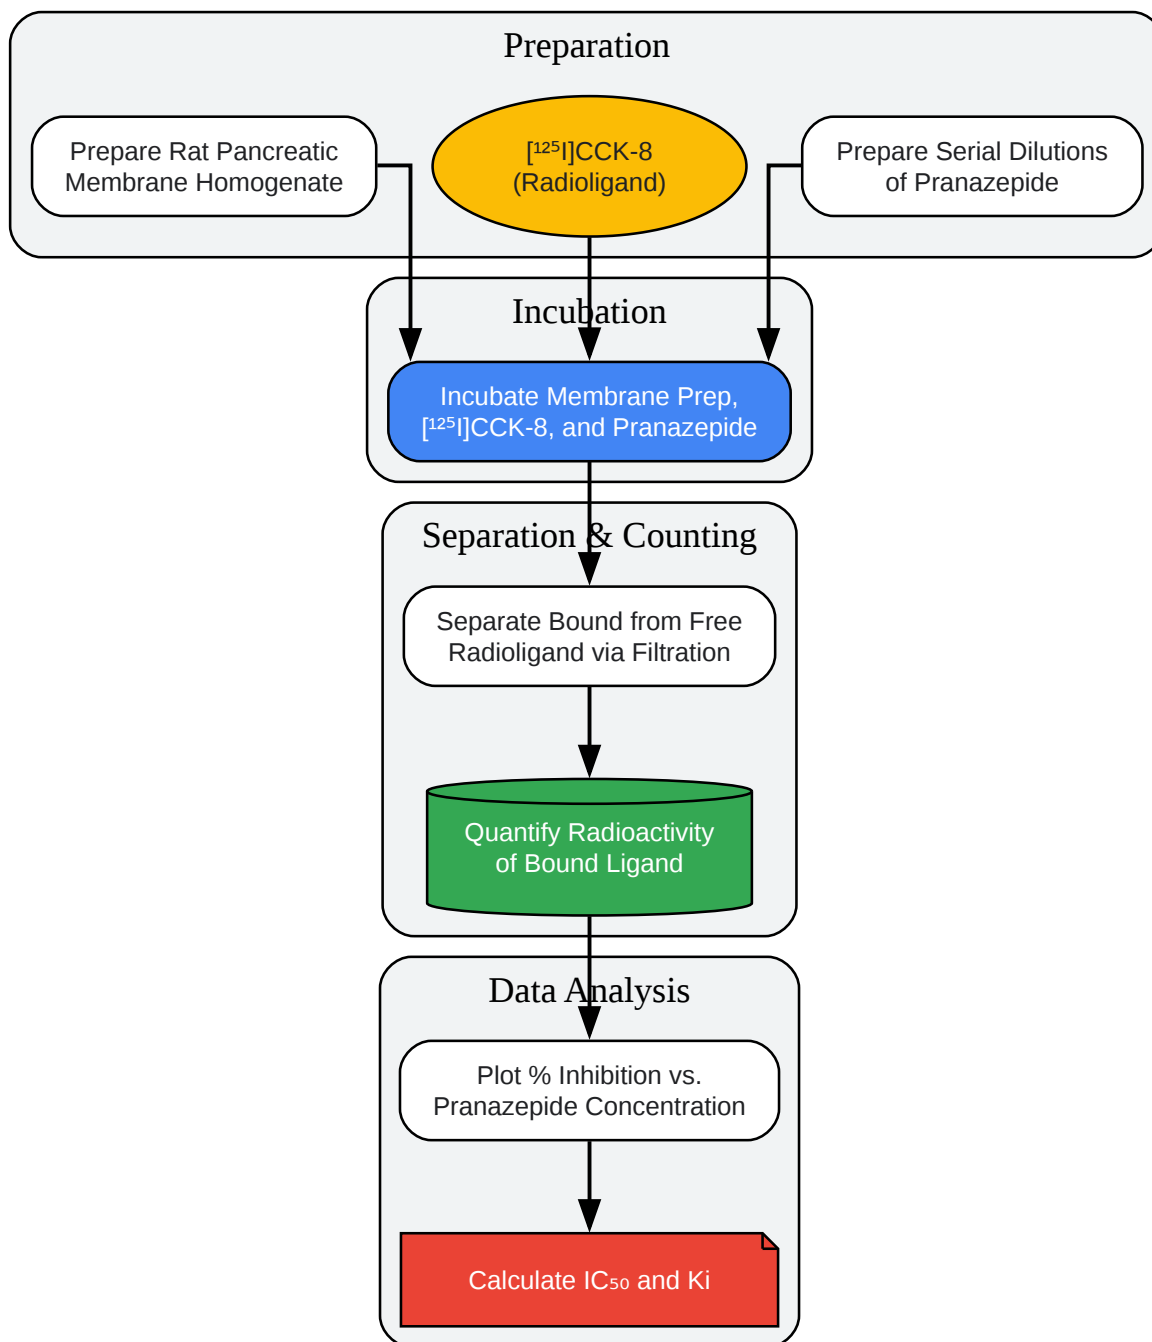 Preparation
Prepare Rat Pancreatic
Membrane Homogenate
[¹²⁵I]CCK-8
(Radioligand)
Prepare Serial Dilutions
of Pranazepide
Incubation
Incubate Membrane Prep,
[¹²⁵I]CCK-8, and Pranazepide
Separation & Counting
Separate Bound from Free
Radioligand via Filtration
Quantify Radioactivity
of Bound Ligand
Data Analysis
Plot % Inhibition vs.
Pranazepide Concentration
Calculate IC₅₀ and Ki